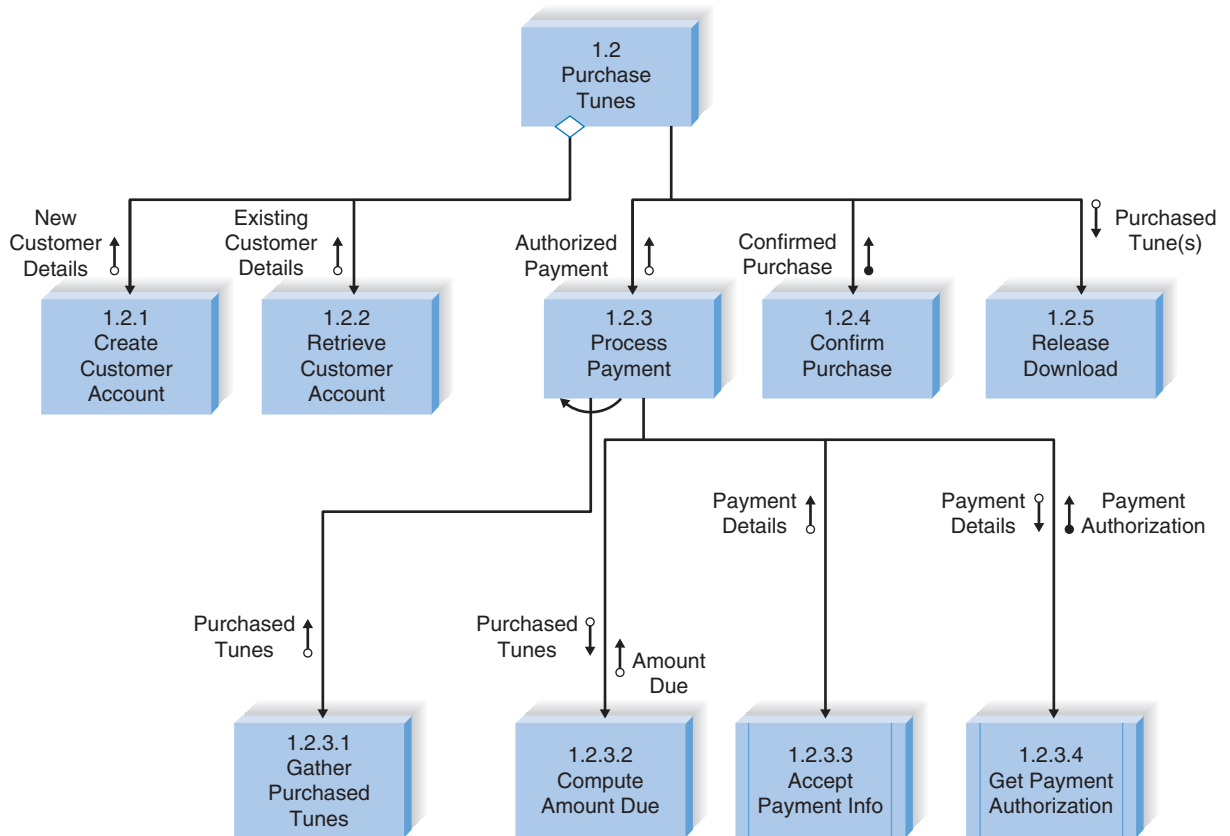 1.2
Purchase
Tunes
New
Customer
Details
Existing
Customer
Details
Authorized
Payment
Confirmed
Purchase
Purchased
Tune(s)
1.2.1
Create
Customer
Account
1.2.2
Retrieve
Customer
Account
1.2.3
Process
Payment
1.2.4
Confirm
Purchase
1.2.5
Release
Download
Payment
Details
Payment
Details
Payment
Authorization
Purchased
Tunes
Purchased
Tunes
Amount
Due
1.2.3.1
Gather
Purchased
Tunes
1.2.3.2
Compute
Amount Due
1.2.3.3
Accept
Payment Info
1.2.3.4
Get Payment
Authorization